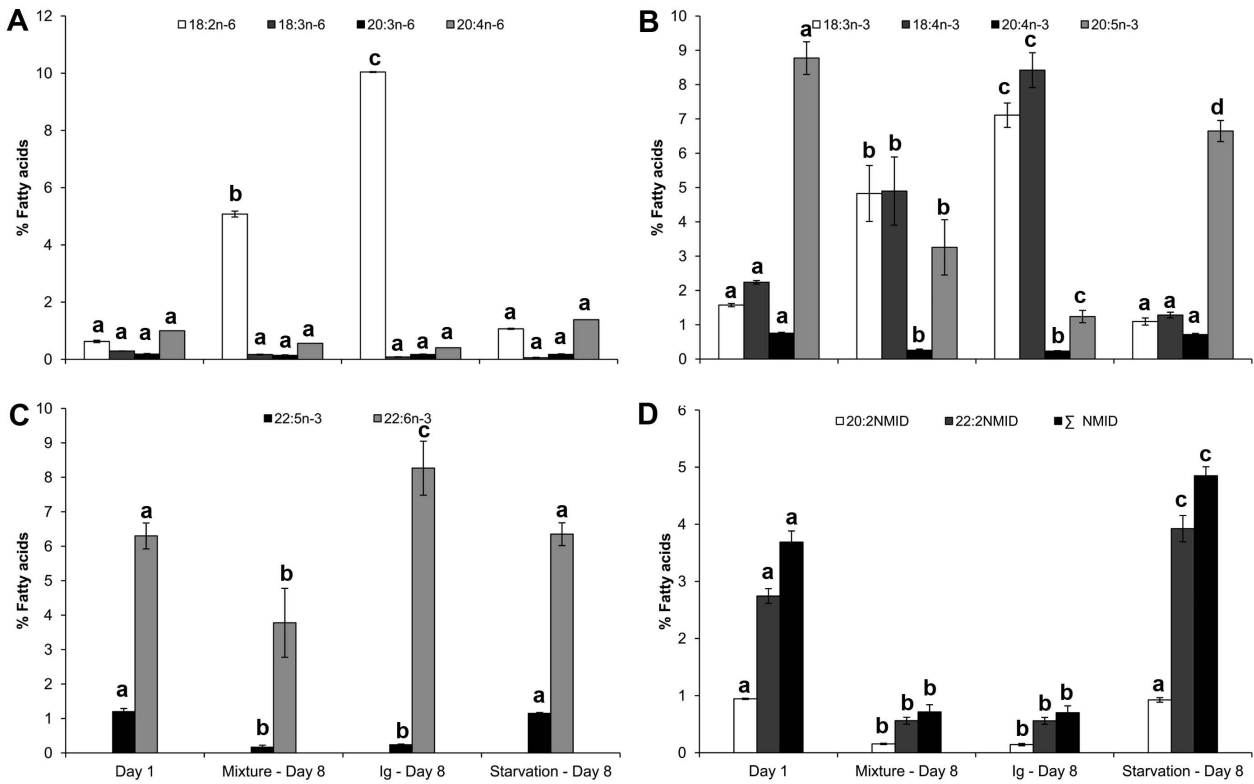 A
12
10
8
6
4
2
0
% Fatty acids
18:2n-6 18:3n-6 20:3n-6 20:4n-6
a a a a
b a a a
c a a a
a a a a
B
10
9
8
7
6
5
4
3
2
1
0
% Fatty acids
18:3n-3 18:4n-3 20:4n-3 20:5n-3
a a a a
b b b b
c c b c
a a a d
C
10
9
8
7
6
5
4
3
2
1
0
% Fatty acids
22:5n-3 22:6n-3
a a
b b
b c
a a
Day 1 Mixture - Day 8 Ig - Day 8 Starvation - Day 8
D
6
5
4
3
2
1
0
% Fatty acids
20:2NMID 22:2NMID ∑ NMID
a a a
b b b
b b b
a c c
Day 1 Mixture - Day 8 Ig - Day 8 Starvation - Day 8